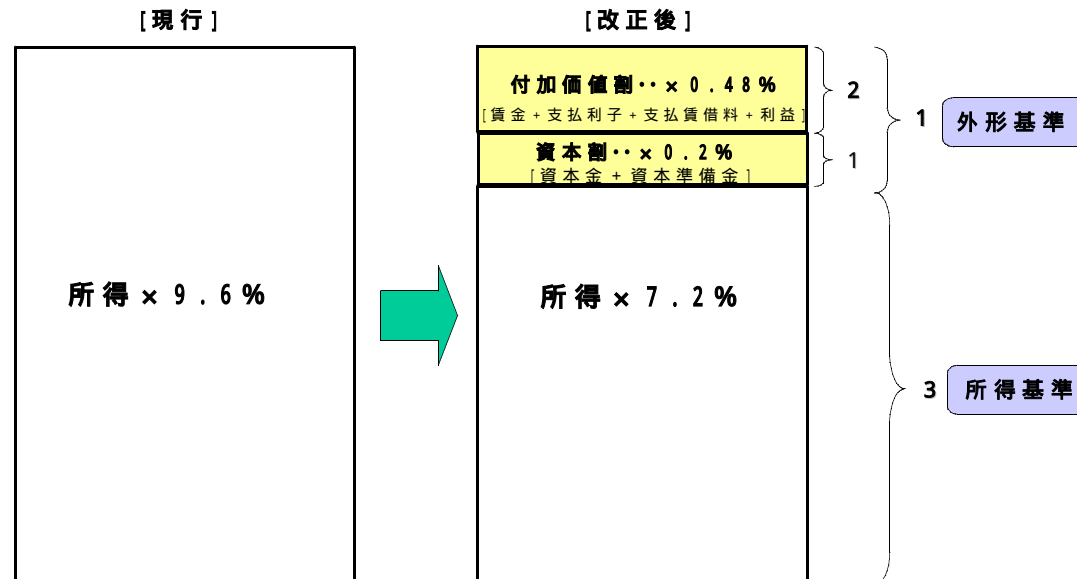 [現行]
[改正後]
付加価値割‥×0.48%
[賃金+支払利子+支払賃借料+利益]
2
資本割‥×0.2%
[資本金+資本準備金]
1
1
外形基準
所得×9.6%
所得×7.2%
3
所得基準